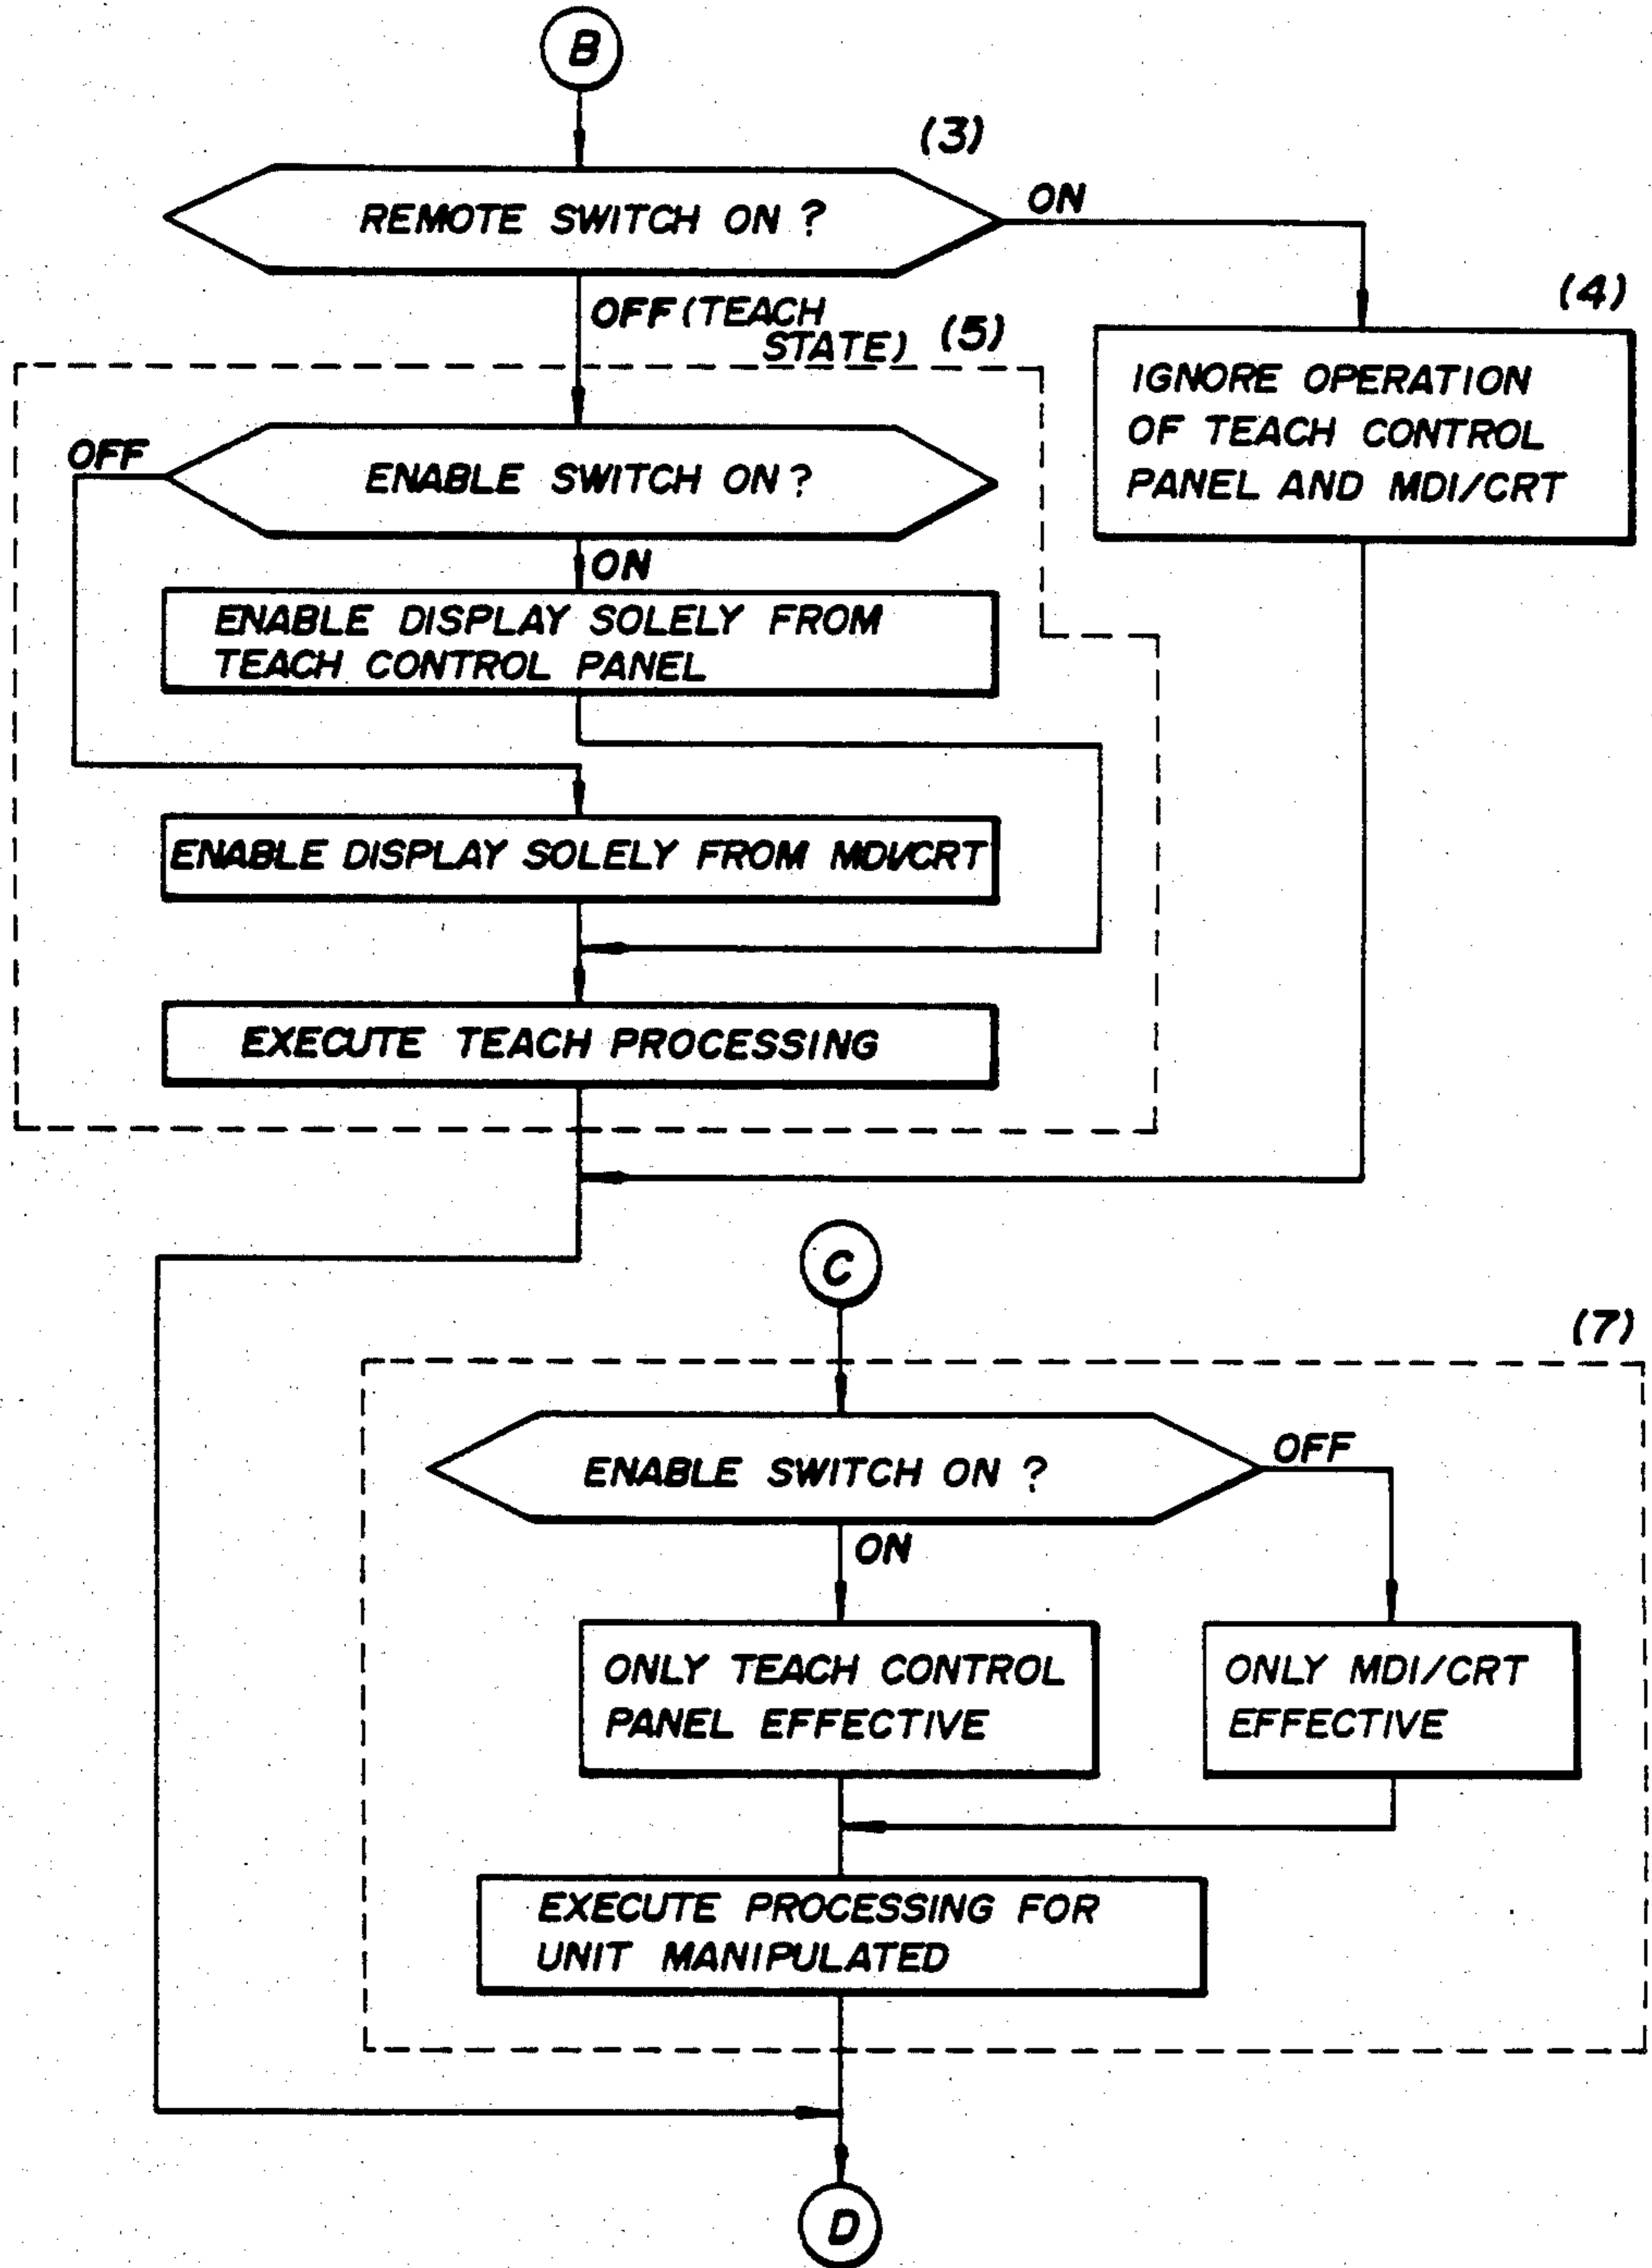 B
(3)
REMOTE SWITCH ON ?
ON
OFF (TEACH
STATE)
(5)
(4)
IGNORE OPERATION
OF TEACH CONTROL
PANEL AND MDI/CRT
OFF
ENABLE SWITCH ON ?
ON
ENABLE DISPLAY SOLELY FROM
TEACH CONTROL PANEL
ENABLE DISPLAY SOLELY FROM MDI/CRT
EXECUTE TEACH PROCESSING
C
(7)
ENABLE SWITCH ON ?
OFF
ON
ONLY TEACH CONTROL
PANEL EFFECTIVE
ONLY MDI/CRT
EFFECTIVE
EXECUTE PROCESSING FOR
UNIT MANIPULATED
D